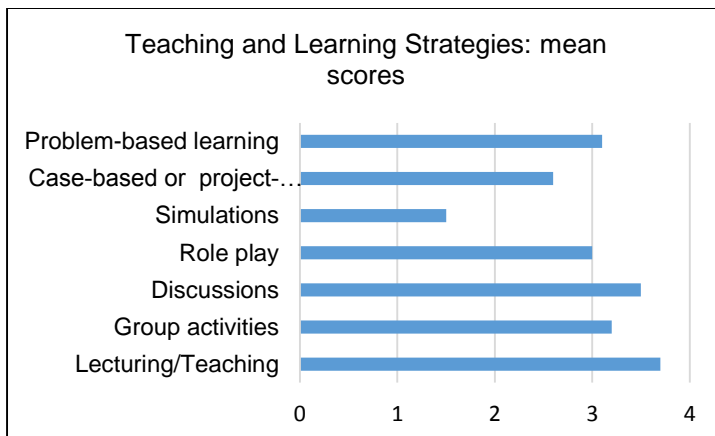 Teaching and Learning Strategies: mean
scores
Problem-based learning
Case-based or project-…
Simulations
Role play
Discussions
Group activities
Lecturing/Teaching
0 1 2 3 4